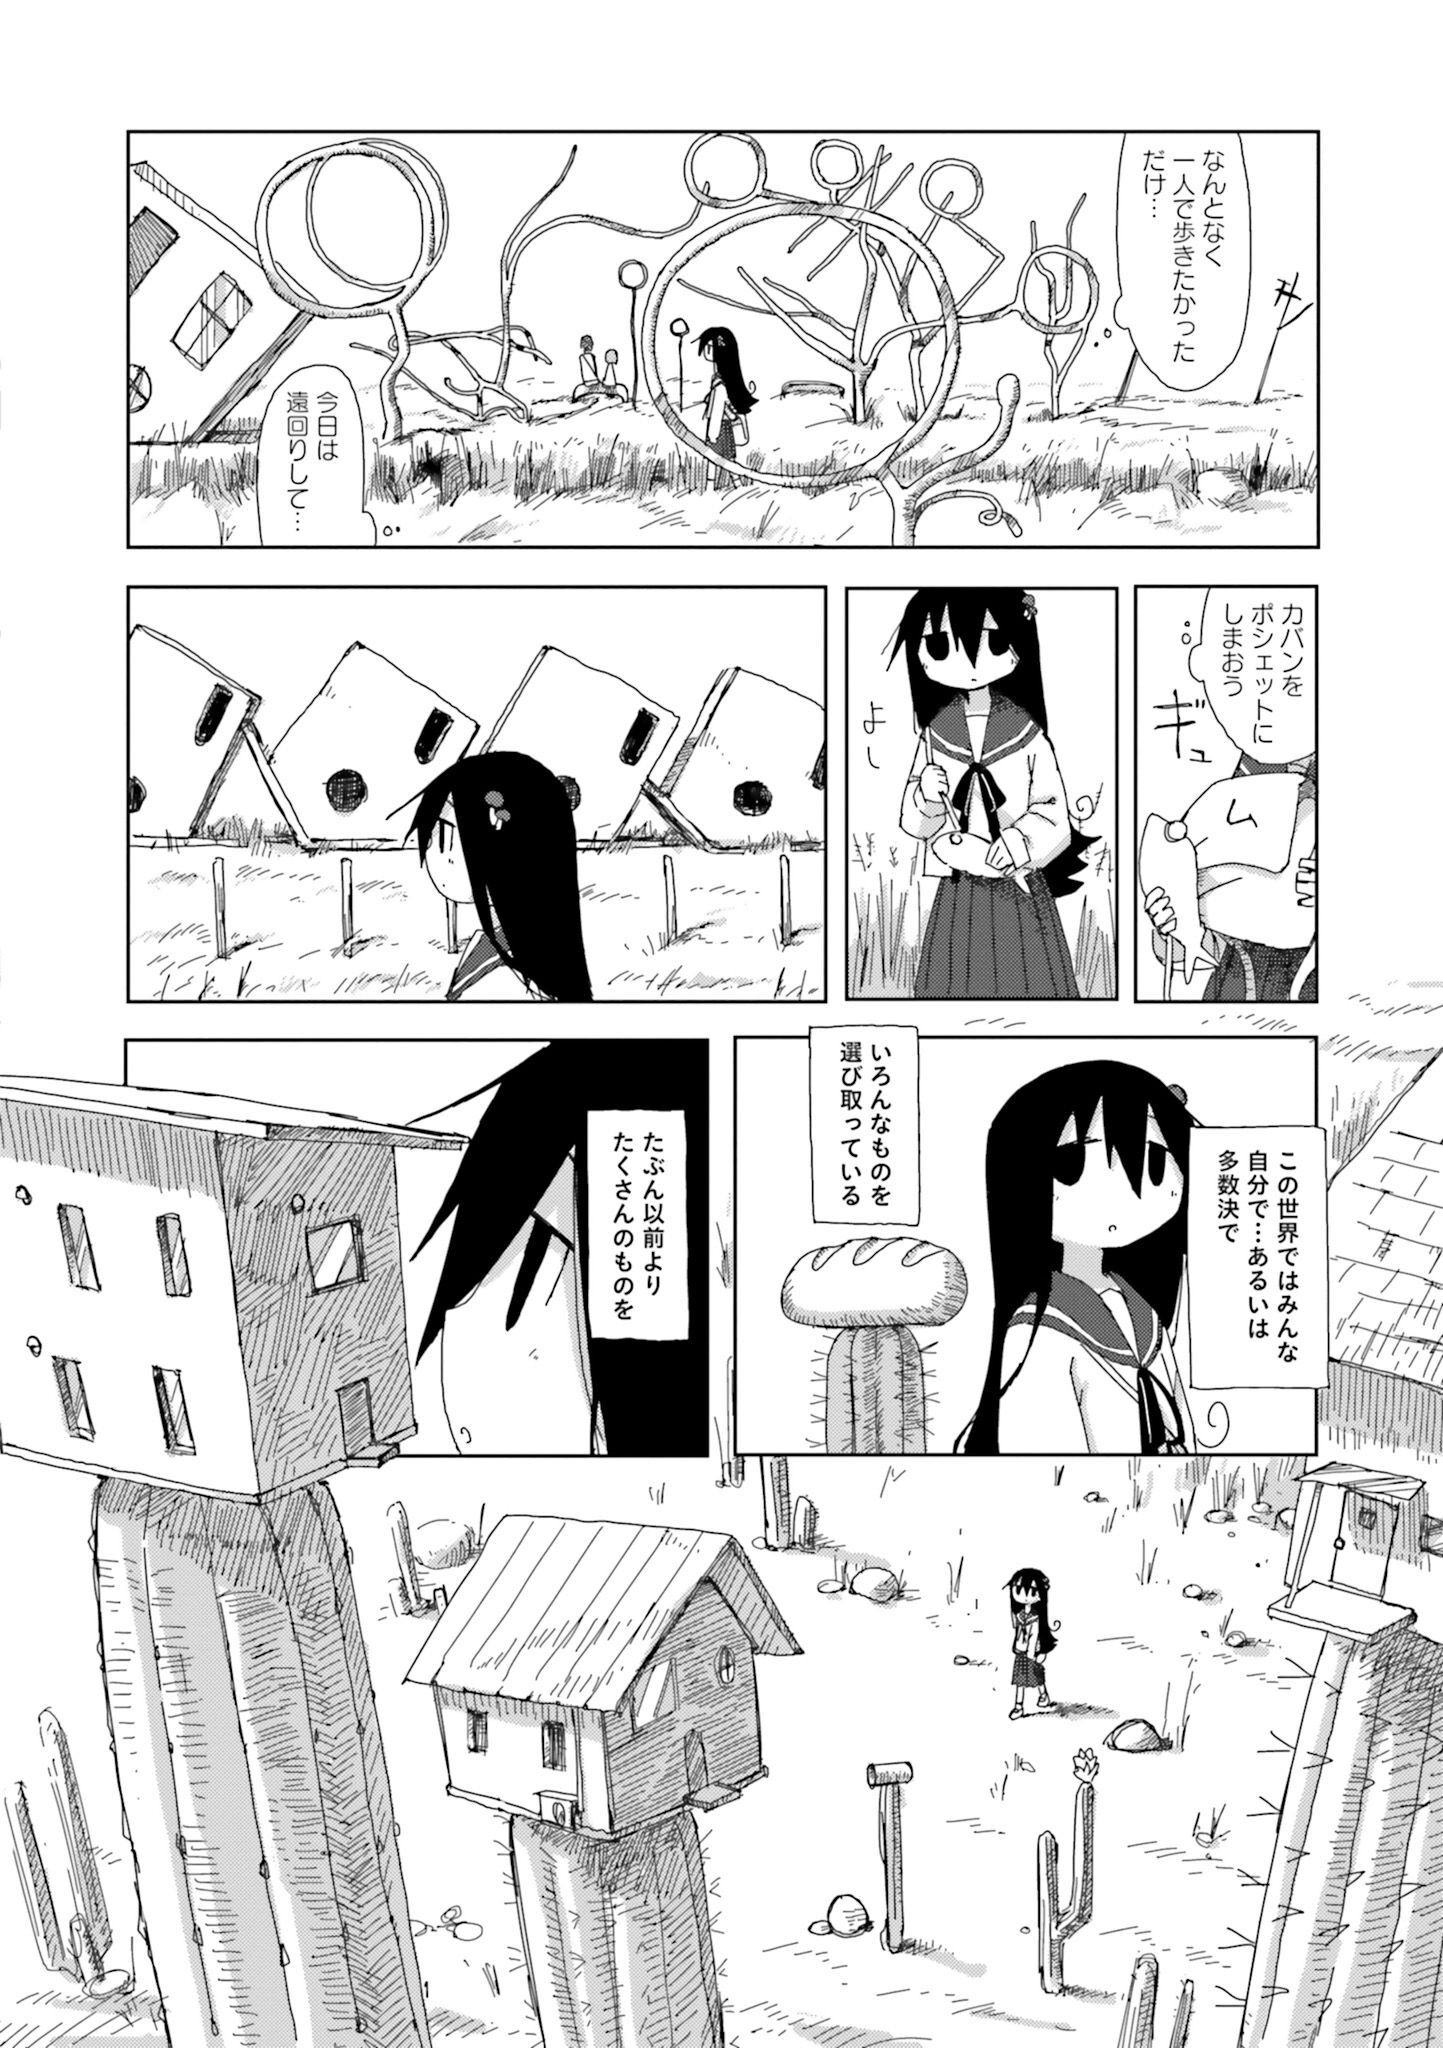 なんとなく
一人で歩きたかった
だけ…
今日は
遠回りして…
カバンを
ポシェットに
しまおう
ギュ
ム
よし
この世界ではみんな
自分で…あるいは
多数決で
いろんなものを
選び取っている
たぶん以前より
たくさんのものを